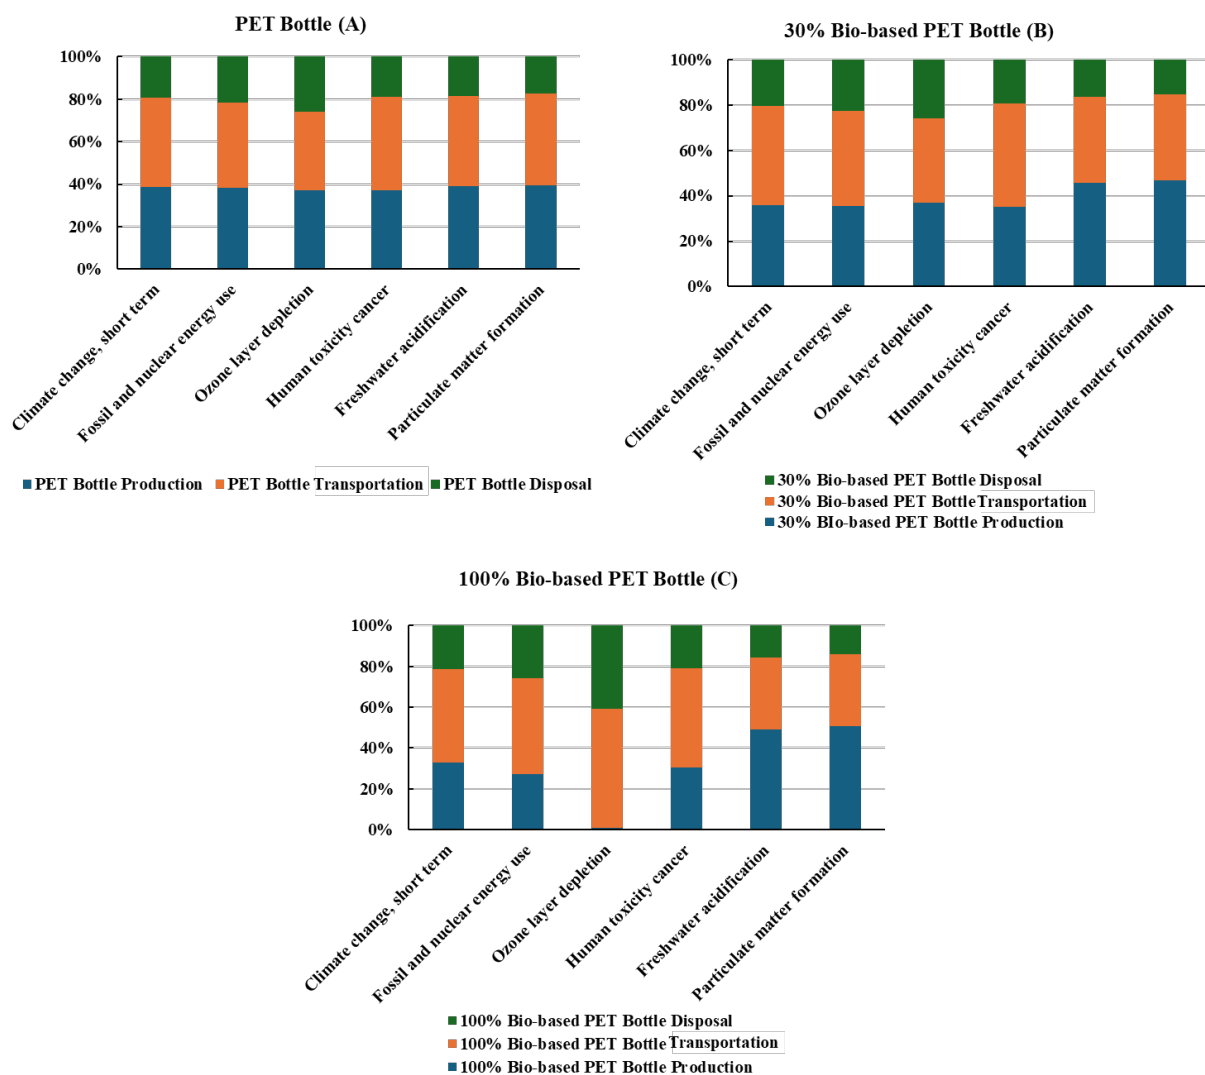 PET Bottle (A)
100%
80%
60%
40%
20%
0%
Climate change, short term
Fossil and nuclear energy use
Ozone layer depletion
Human toxicity cancer
Freshwater acidification
Particulate matter formation
PET Bottle Production PET Bottle Transportation PET Bottle Disposal
30% Bio-based PET Bottle (B)
100%
80%
60%
40%
20%
0%
Climate change, short term
Fossil and nuclear energy use
Ozone layer depletion
Human toxicity cancer
Freshwater acidification
Particulate matter formation
30% Bio-based PET Bottle Disposal
30% Bio-based PET Bottle Transportation
30% BIo-based PET Bottle Production
100% Bio-based PET Bottle (C)
100%
80%
60%
40%
20%
0%
Climate change, short term
Fossil and nuclear energy use
Ozone layer depletion
Human toxicity cancer
Freshwater acidification
Particulate matter formation
100% Bio-based PET Bottle Disposal
100% Bio-based PET Bottle Transportation
100% Bio-based PET Bottle Production